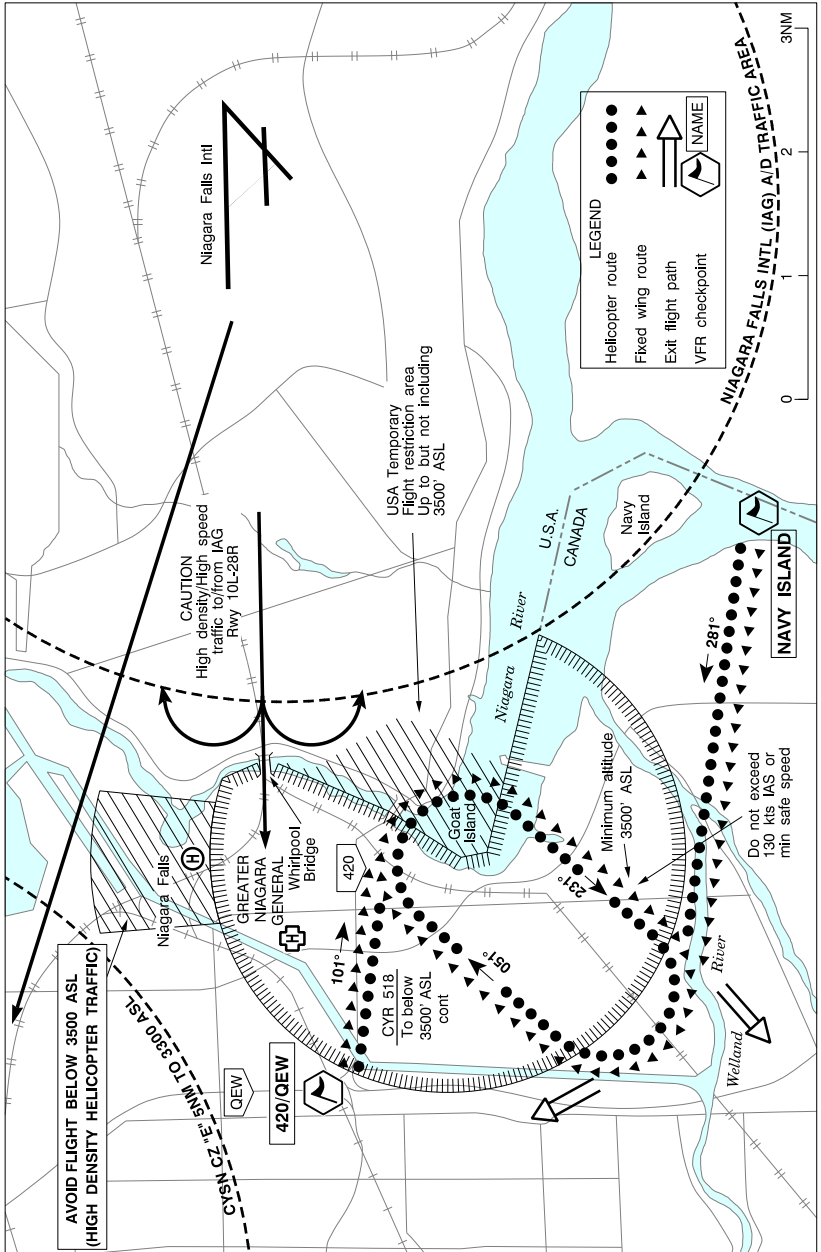 AVOID FLIGHT BELOW 3500 ASL
(HIGH DENSITY HELICOPTER TRAFFIC)
CYSN CZ "E" 5NM TO 3300 ASL
QEW
420/QEW
Niagara Falls
H
GREATER
NIAGARA
GENERAL
H
Whirlpool
Bridge
420
101°
CYR 518
To below
3500' ASL
cont
051°
231°
Goat
Island
CAUTION
High density/High speed
traffic to/from IAG
Rwy 10L-28R
Niagara Falls Intl
USA Temporary
Flight restriction area
Up to but not including
3500' ASL
Niagara River
U.S.A.
CANADA
Navy
Island
Minimum altitude
3500' ASL
Do not exceed
130 kts IAS or
min safe speed
281°
NAVY ISLAND
Welland River
NIAGARA FALLS INTL (IAG) A/D TRAFFIC AREA
LEGEND
Helicopter route
Fixed wing route
Exit flight path
VFR checkpoint
NAME
0 1 2 3NM